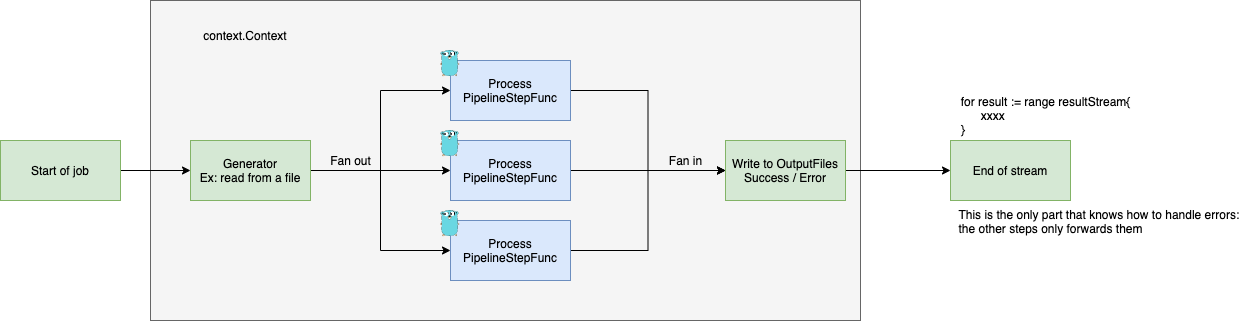 context.Context
Process
PipelineStepFunc
for result := range resultStream{
xxxx
}
Start of job
Generator
Ex: read from a file
Fan out
Process
PipelineStepFunc
Fan in
Write to OutputFiles
Success / Error
End of stream
Process
PipelineStepFunc
This is the only part that knows how to handle errors:
the other steps only forwards them